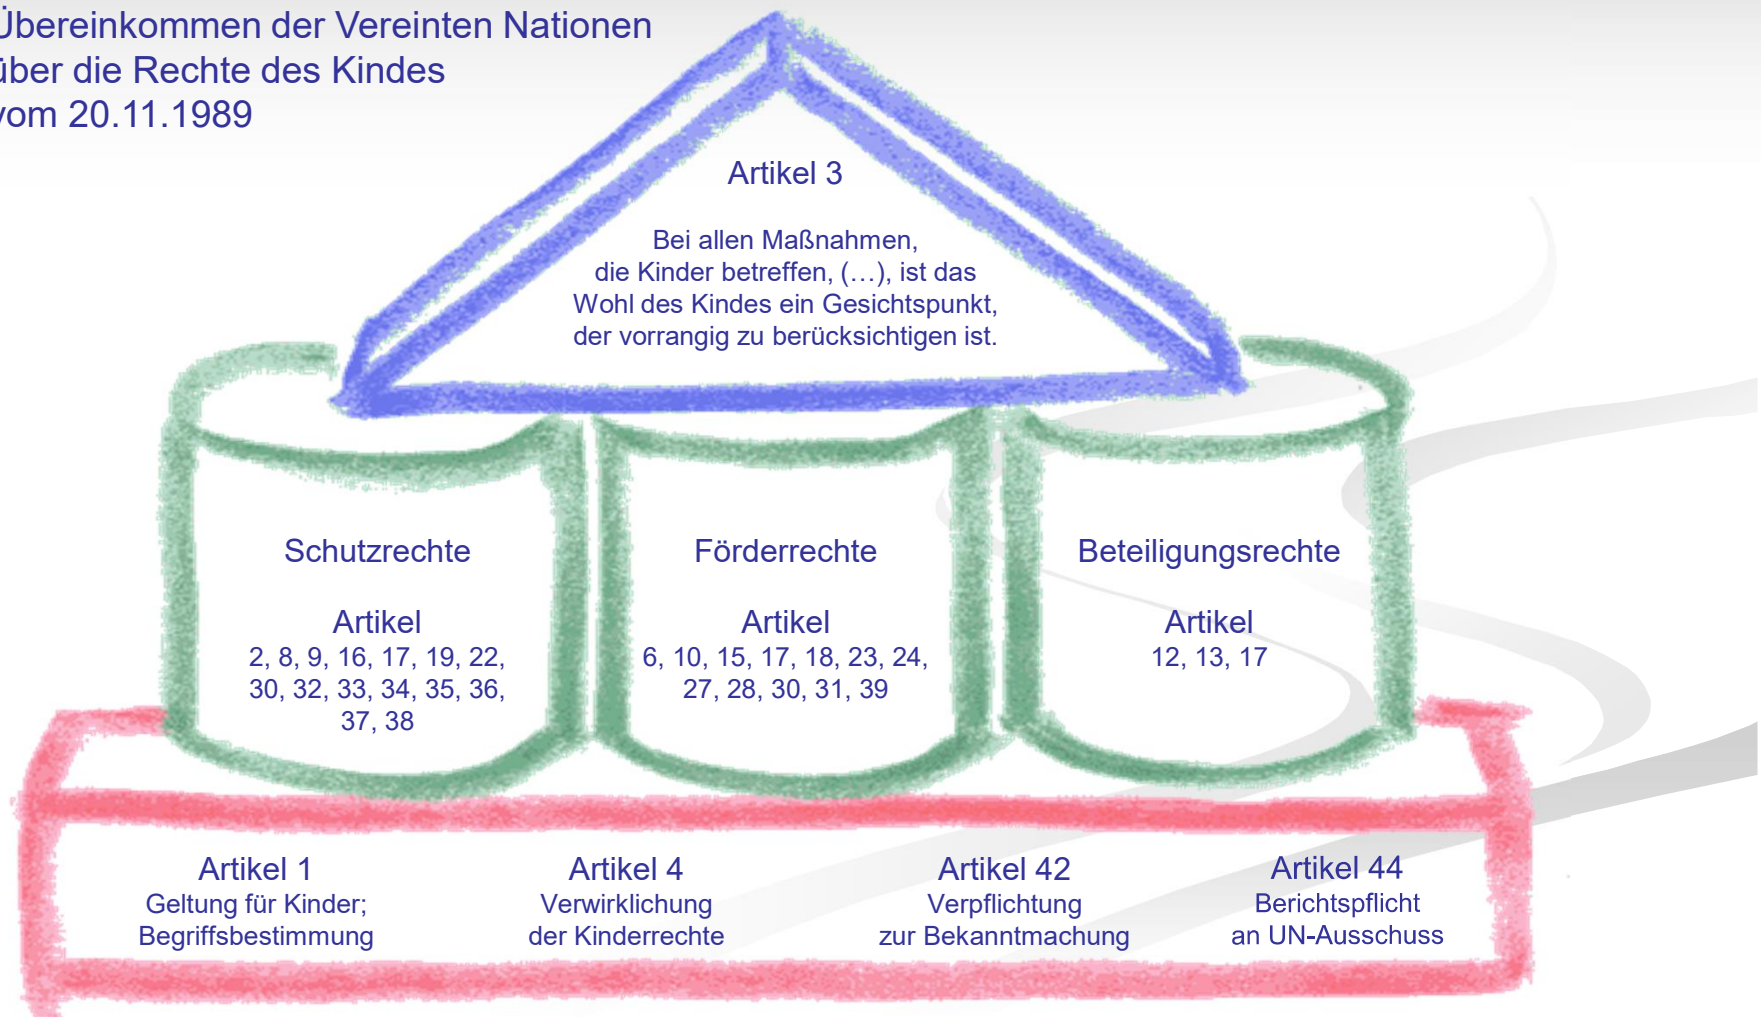 Übereinkommen der Vereinten Nationen
über die Rechte des Kindes
vom 20.11.1989
Artikel 3
Bei allen Maßnahmen,
die Kinder betreffen, (…), ist das
Wohl des Kindes ein Gesichtspunkt,
der vorrangig zu berücksichtigen ist.
Schutzrechte
Artikel
2, 8, 9, 16, 17, 19, 22,
30, 32, 33, 34, 35, 36,
37, 38
Förderrechte
Artikel
6, 10, 15, 17, 18, 23, 24,
27, 28, 30, 31, 39
Beteiligungsrechte
Artikel
12, 13, 17
Artikel 1
Geltung für Kinder;
Begriffsbestimmung
Artikel 4
Verwirklichung
der Kinderrechte
Artikel 42
Verpflichtung
zur Bekanntmachung
Artikel 44
Berichtspflicht
an UN-Ausschuss